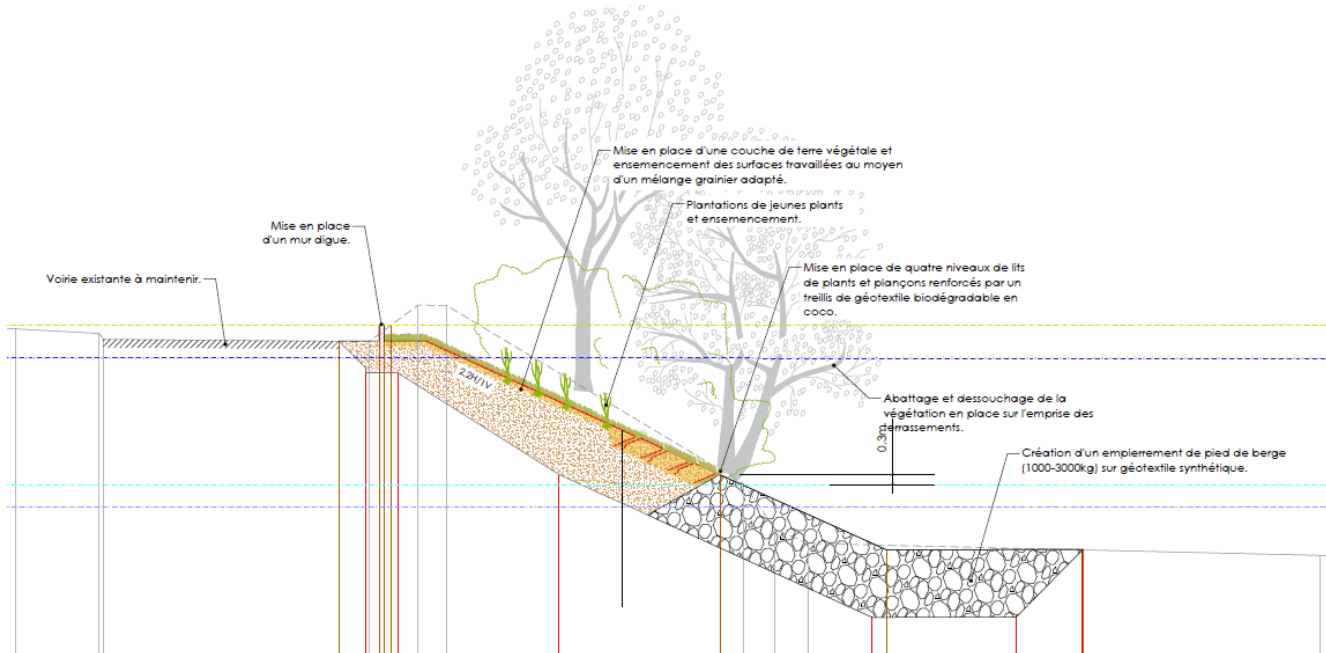 Mise en place d'une couche de terre végétale et
ensemencement des surfaces travaillées au moyen
d'un mélange grainier adapté.
Plantations de jeunes plants
et ensemencement.
Mise en place
d'un mur digue.
Mise en place de quatre niveaux de lits
de plants et plançons renforcés par un
treillis de géotextile biodégradable en
coco.
Voirie existante à maintenir.
2.2H/1V
Abattage et dessouchage de la
végétation en place sur l'emprise des
terrassements.
0.3m
Création d'un empierrement de pied de berge
(1000-3000kg) sur géotextile synthétique.